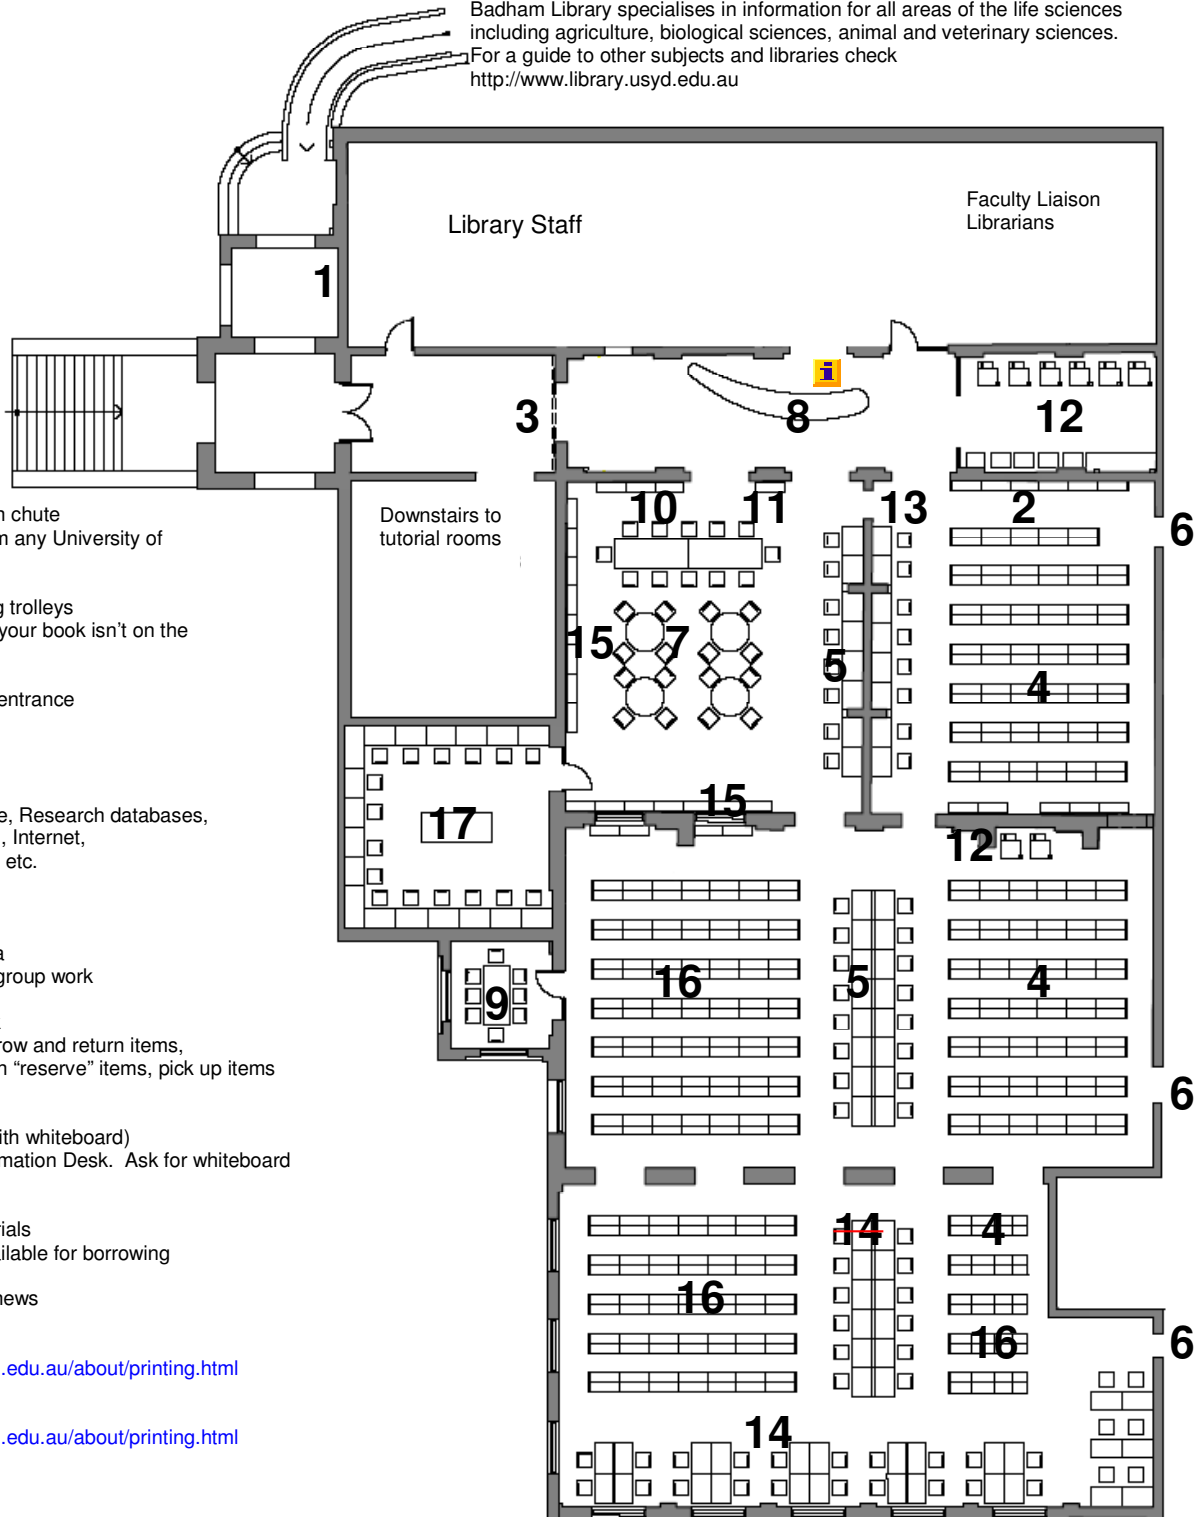 Badham Library specialises in information for all areas of the life sciences
including agriculture, biological sciences, animal and veterinary sciences.
For a guide to other subjects and libraries check
http://www.library.usyd.edu.au
Library Staff
Faculty Liaison
Librarians
1
i
3
8
12
10
11
13
2
6
Downstairs to
tutorial rooms
15
7
5
4
15
17
12
16
5
4
9
6
14
4
16
16
6
14
n chute
m any University of
g trolleys
your book isn't on the
entrance
e, Research databases,
, Internet,
etc.
a
group work
row and return items,
n “reserve” items, pick up items
ith whiteboard)
mation Desk. Ask for whiteboard
rials
ailable for borrowing
news
.edu.au/about/printing.html
.edu.au/about/printing.html